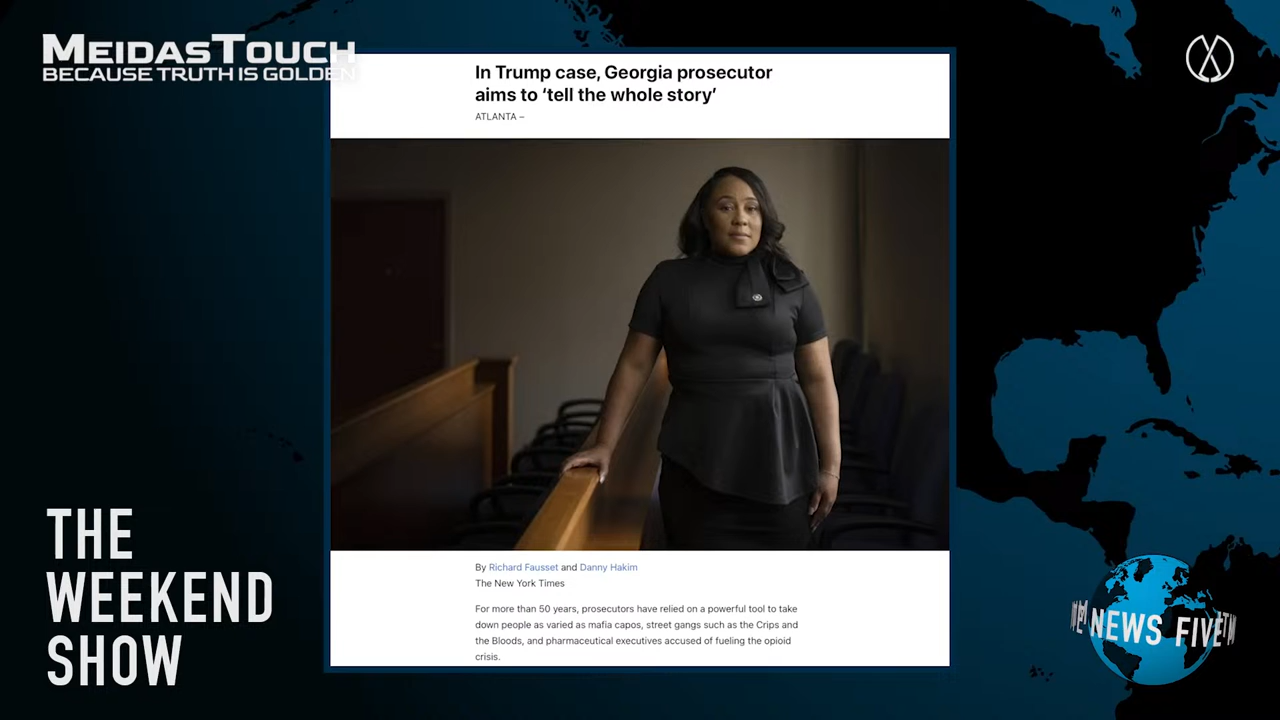 MEIDASTOUCH
BECAUSE TRUTH IS GOLDEN
In Trump case, Georgia prosecutor
aims to ‘tell the whole story’
ATLANTA –
By Richard Fausset and Danny Hakim
The New York Times
For more than 50 years, prosecutors have relied on a powerful tool to take
down people as varied as mafia capos, street gangs such as the Crips and
the Bloods, and pharmaceutical executives accused of fueling the opioid
crisis.
THE
WEEKEND
SHOW
NEWS FIVE